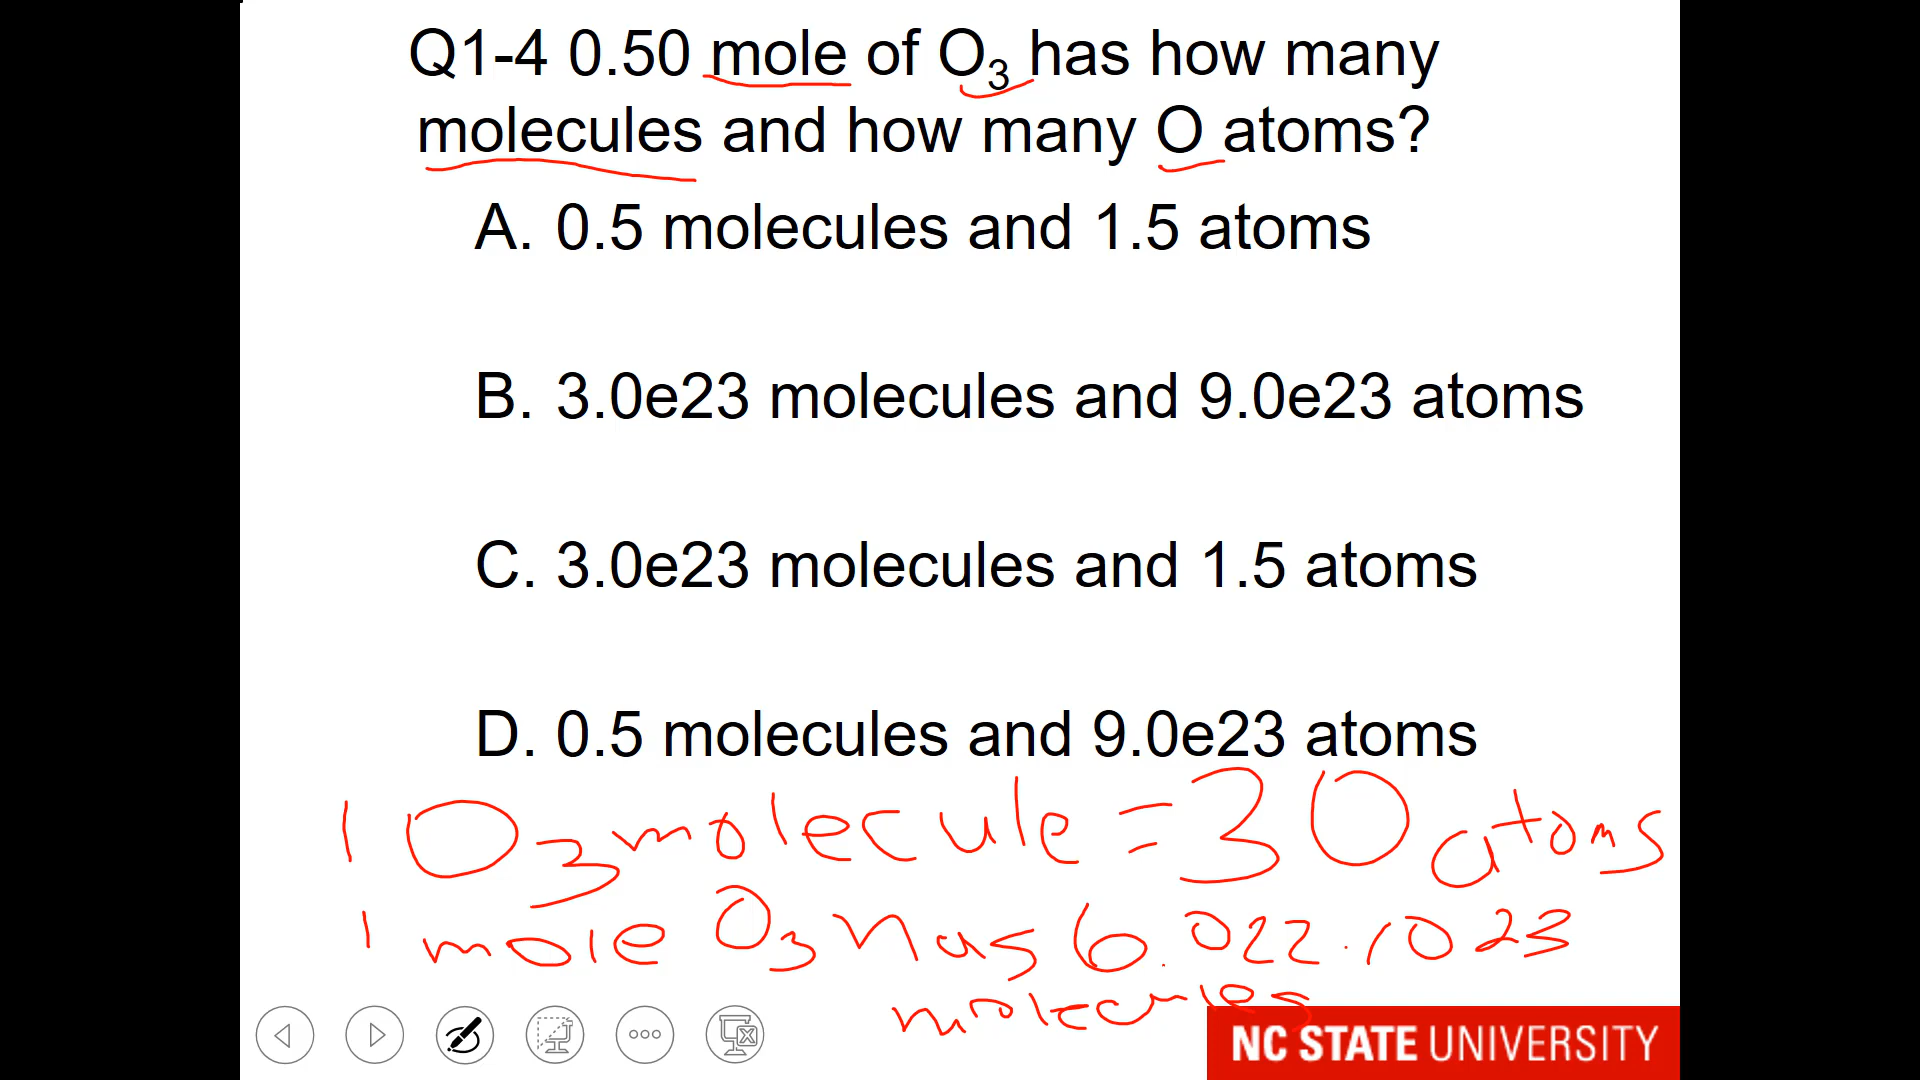 Q1-4 0.50 mole of O₃ has how many
molecules and how many O atoms?
A. 0.5 molecules and 1.5 atoms
B. 3.0e23 molecules and 9.0e23 atoms
C. 3.0e23 molecules and 1.5 atoms
D. 0.5 molecules and 9.0e23 atoms
1 O₃ molecule = 3 O atoms
1 mole O₃ has 6.022·10²³
molecules
NC STATE UNIVERSITY